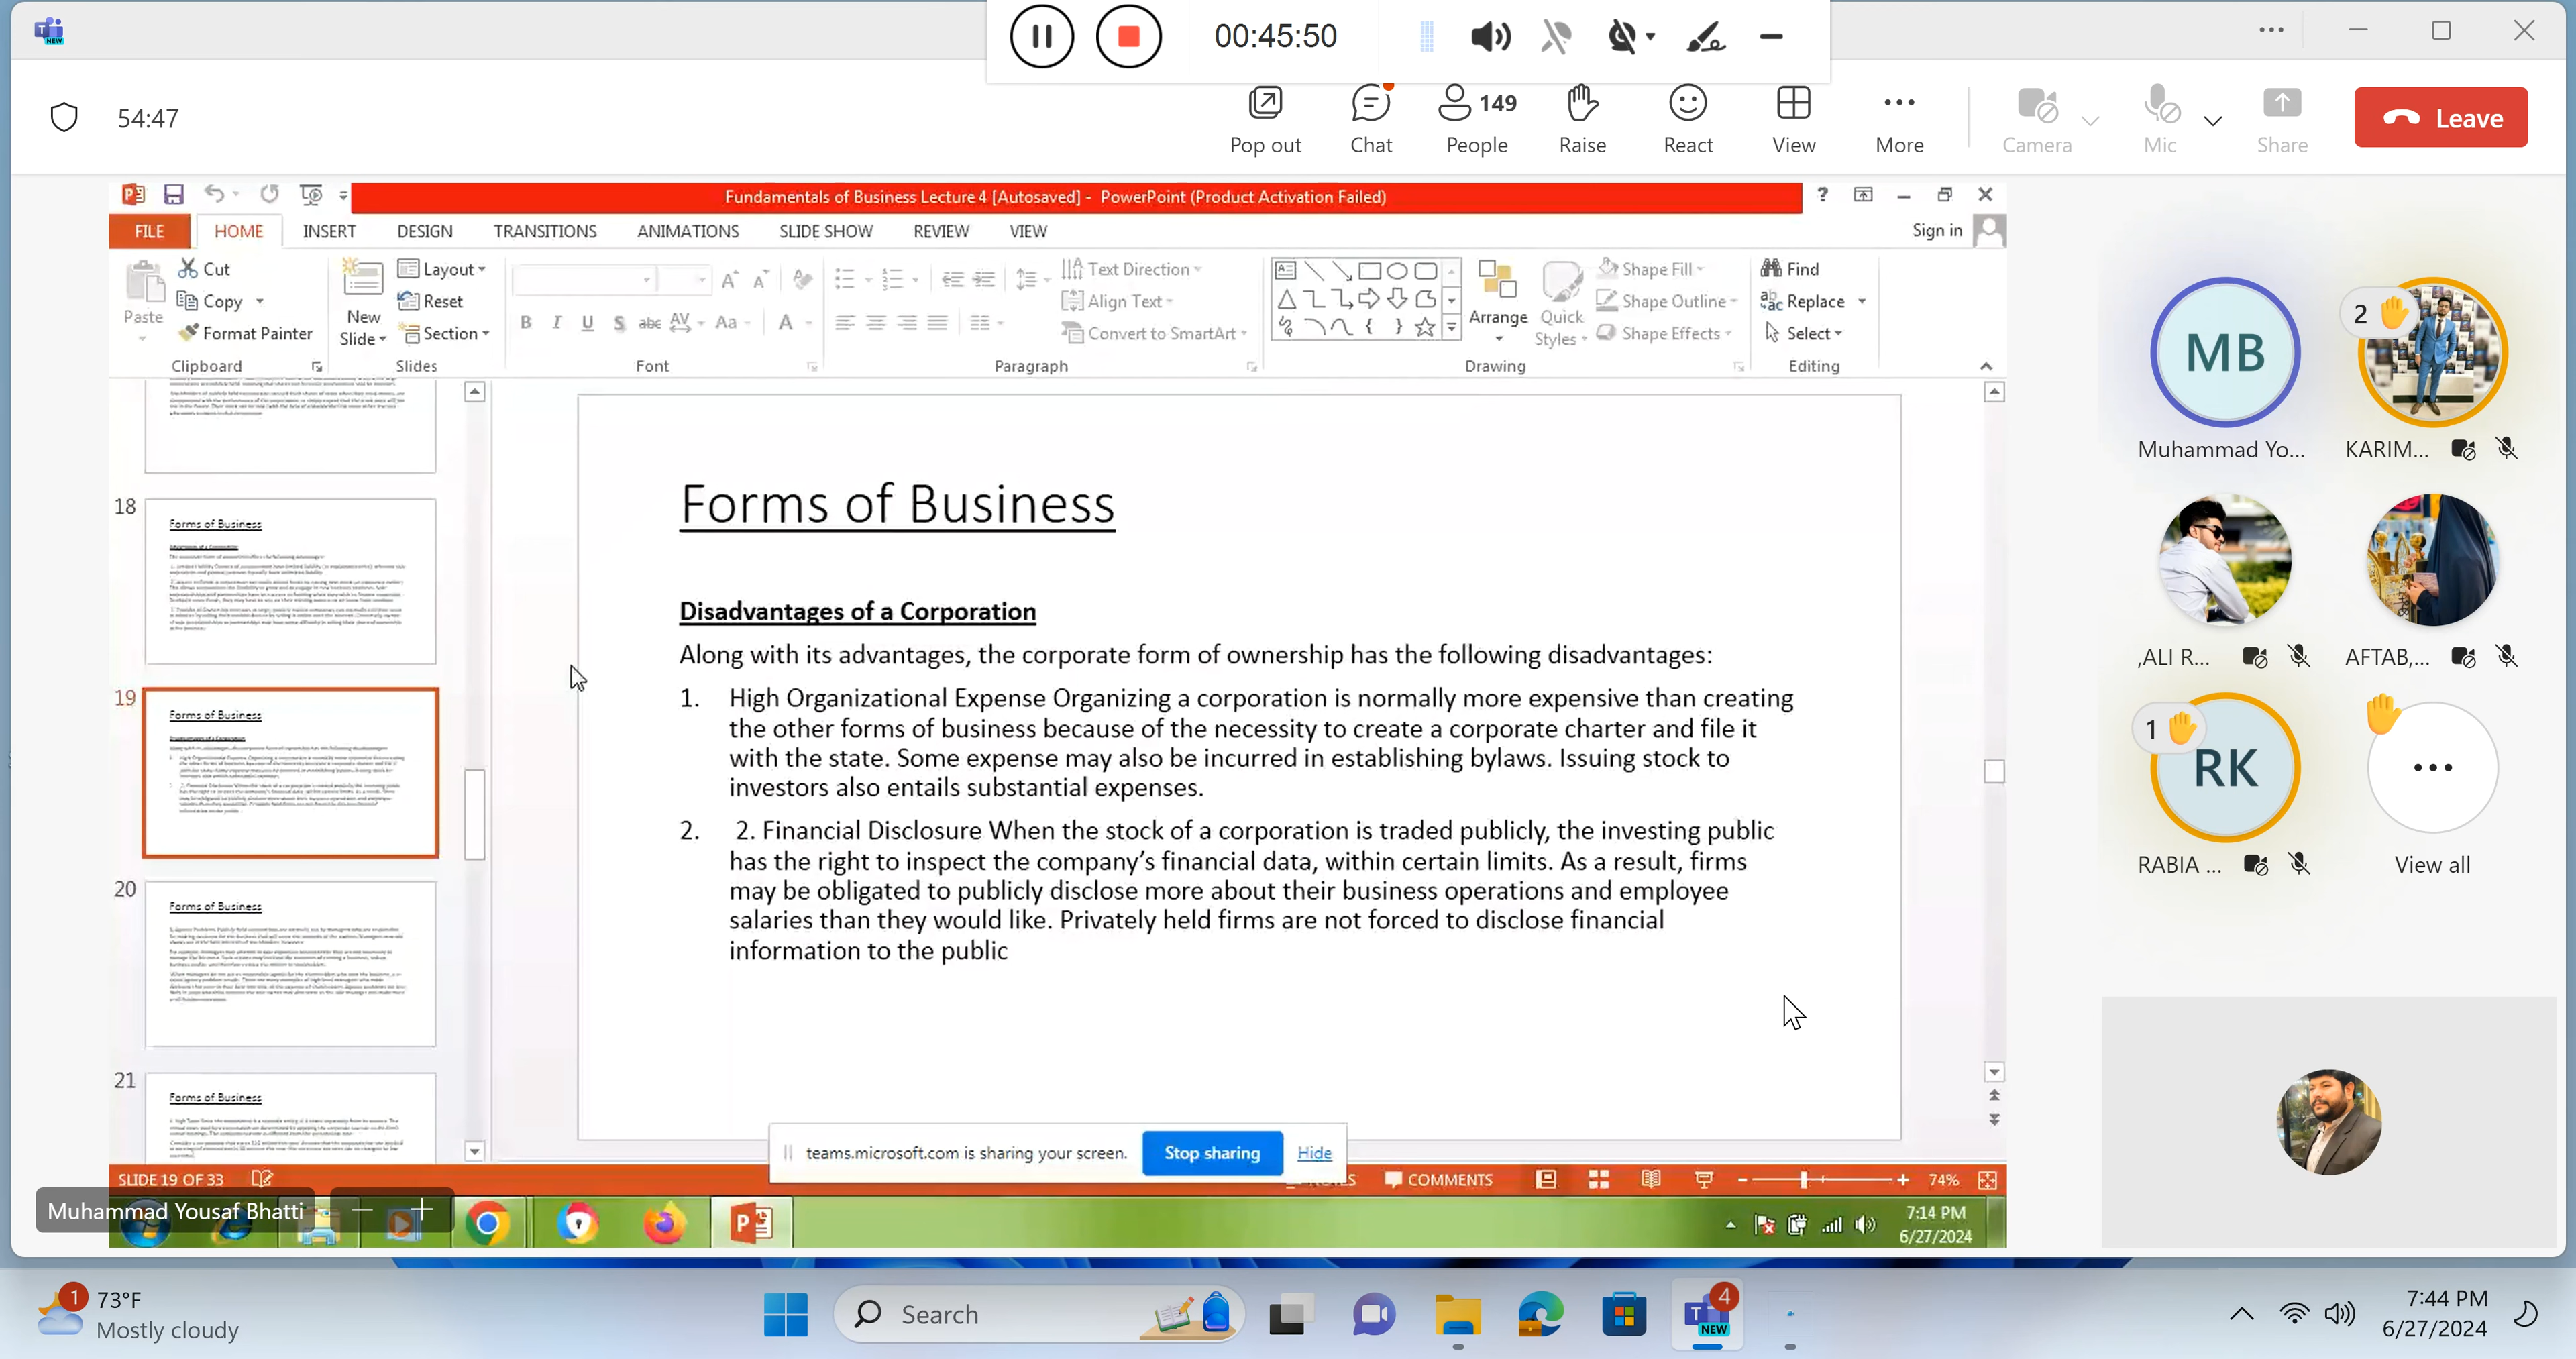 00:45:50
54:47
Pop out
Chat
149
People
Raise
React
View
More
Camera
Mic
Share
Leave
Fundamentals of Business Lecture 4 [Autosaved] - PowerPoint (Product Activation Failed)
FILE HOME INSERT DESIGN TRANSITIONS ANIMATIONS SLIDE SHOW REVIEW VIEW
Sign in
Paste
Cut
Copy
Format Painter
Clipboard
New Slide
Layout
Reset
Section
Slides
Font
Text Direction
Align Text
Convert to SmartArt
Paragraph
Arrange
Quick Styles
Shape Fill
Shape Outline
Shape Effects
Drawing
Find
Replace
Select
Editing
18
Forms of Business
19
Forms of Business
20
Forms of Business
21
Forms of Business
Forms of Business
Disadvantages of a Corporation
Along with its advantages, the corporate form of ownership has the following disadvantages:
1. High Organizational Expense Organizing a corporation is normally more expensive than creating
the other forms of business because of the necessity to create a corporate charter and file it
with the state. Some expense may also be incurred in establishing bylaws. Issuing stock to
investors also entails substantial expenses.
2. 2. Financial Disclosure When the stock of a corporation is traded publicly, the investing public
has the right to inspect the company's financial data, within certain limits. As a result, firms
may be obligated to publicly disclose more about their business operations and employee
salaries than they would like. Privately held firms are not forced to disclose financial
information to the public
teams.microsoft.com is sharing your screen.
Stop sharing
Hide
SLIDE 19 OF 33
COMMENTS
74%
Muhammad Yousaf Bhatti
7:14 PM
6/27/2024
MB
Muhammad Yo...
2
KARIM...
,ALI R...
AFTAB,...
1
RK
RABIA ...
View all
1
73°F
Mostly cloudy
Search
4
NEW
7:44 PM
6/27/2024